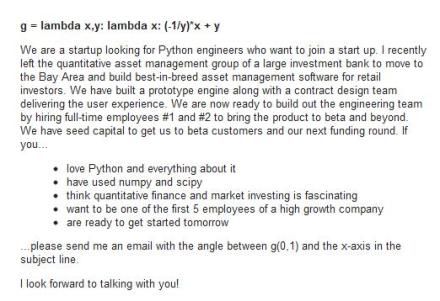 g = lambda x,y: lambda x: (-1/y)*x + y
We are a startup looking for Python engineers who want to join a start up. I recently
left the quantitative asset management group of a large investment bank to move to
the Bay Area and build best-in-breed asset management software for retail
investors. We have built a prototype engine along with a contract design team
delivering the user experience. We are now ready to build out the engineering team
by hiring full-time employees #1 and #2 to bring the product to beta and beyond.
We have seed capital to get us to beta customers and our next funding round. If
you...
• love Python and everything about it
• have used numpy and scipy
• think quantitative finance and market investing is fascinating
• want to be one of the first 5 employees of a high growth company
• are ready to get started tomorrow
...please send me an email with the angle between g(0,1) and the x-axis in the
subject line.
I look forward to talking with you!